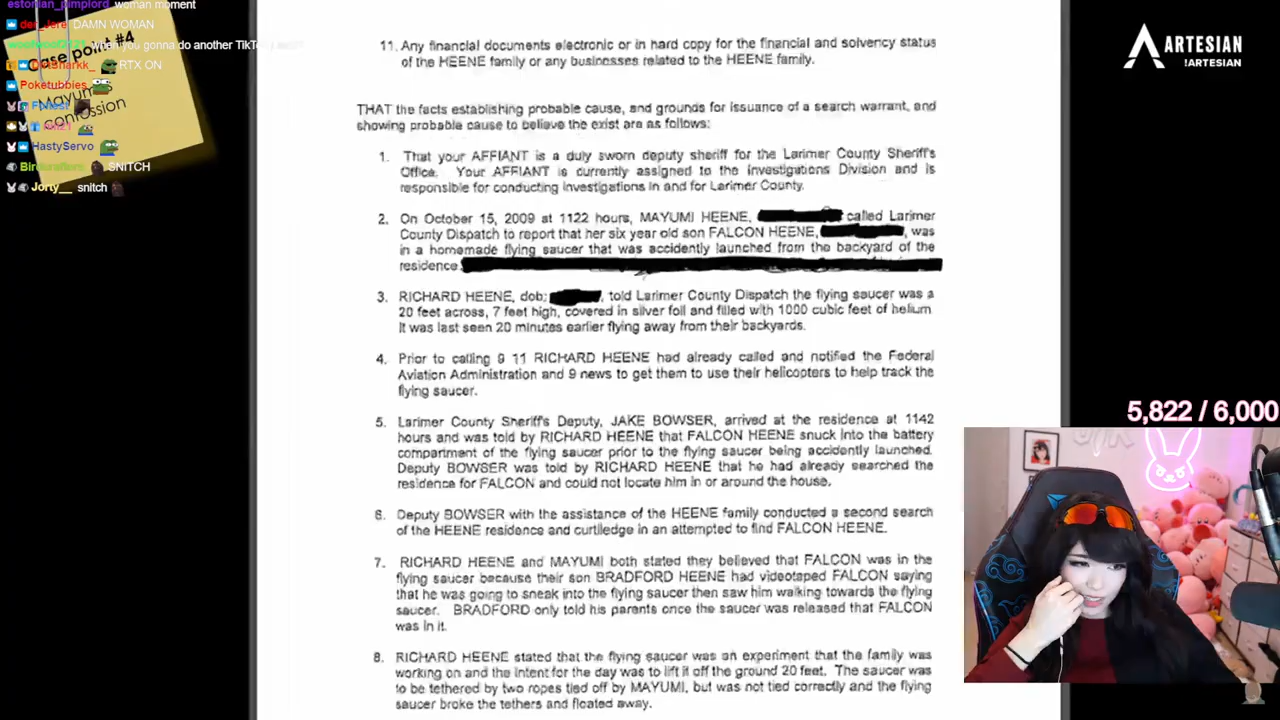 estonian_pimplord woman moment
DAMN WOMAN
when you gonna do another TikTok
Case point #4
RTX ON
Poketubbies
Mayumi
confession
HastyServo
SNITCH
Jorty__ snitch
11. Any financial documents electronic or in hard copy for the financial and solvency status
of the HEENE family or any businesses related to the HEENE family.
THAT the facts establishing probable cause, and grounds for issuance of a search warrant, and
showing probable cause to believe the exist are as follows:
1. That your AFFIANT is a duly sworn deputy sheriff for the Larimer County Sheriff's
Office. Your AFFIANT is currently assigned to the Investigations Division and is
responsible for conducting investigations in and for Larimer County.
2. On October 15, 2009 at 1122 hours, MAYUMI HEENE, called Larimer
County Dispatch to report that her six year old son FALCON HEENE, , was
in a homemade flying saucer that was accidently launched from the backyard of the
residence
3. RICHARD HEENE, dob; , told Larimer County Dispatch the flying saucer was a
20 feet across, 7 feet high, covered in silver foil and filled with 1000 cubic feet of helium
It was last seen 20 minutes earlier flying away from their backyards.
4. Prior to calling 9 11 RICHARD HEENE had already called and notified the Federal
Aviation Administration and 9 news to get them to use their helicopters to help track the
flying saucer.
5. Larimer County Sheriff's Deputy, JAKE BOWSER, arrived at the residence at 1142
hours and was told by RICHARD HEENE that FALCON HEENE snuck into the battery
compartment of the flying saucer prior to the flying saucer being accidently launched.
Deputy BOWSER was told by RICHARD HEENE that he had already searched the
residence for FALCON and could not locate him in or around the house.
6. Deputy BOWSER with the assistance of the HEENE family conducted a second search
of the HEENE residence and curtiledge in an attempted to find FALCON HEENE.
7. RICHARD HEENE and MAYUMI both stated they believed that FALCON was in the
flying saucer because their son BRADFORD HEENE had videotaped FALCON saying
that he was going to sneak into the flying saucer then saw him walking towards the flying
saucer. BRADFORD only told his parents once the saucer was released that FALCON
was in it.
8. RICHARD HEENE stated that the flying saucer was an experiment that the family was
working on and the intent for the day was to lift it off the ground 20 feet. The saucer was
to be tethered by two ropes tied off by MAYUMI, but was not tied correctly and the flying
saucer broke the tethers and floated away.
ARTESIAN
!ARTESIAN
5,822 / 6,000